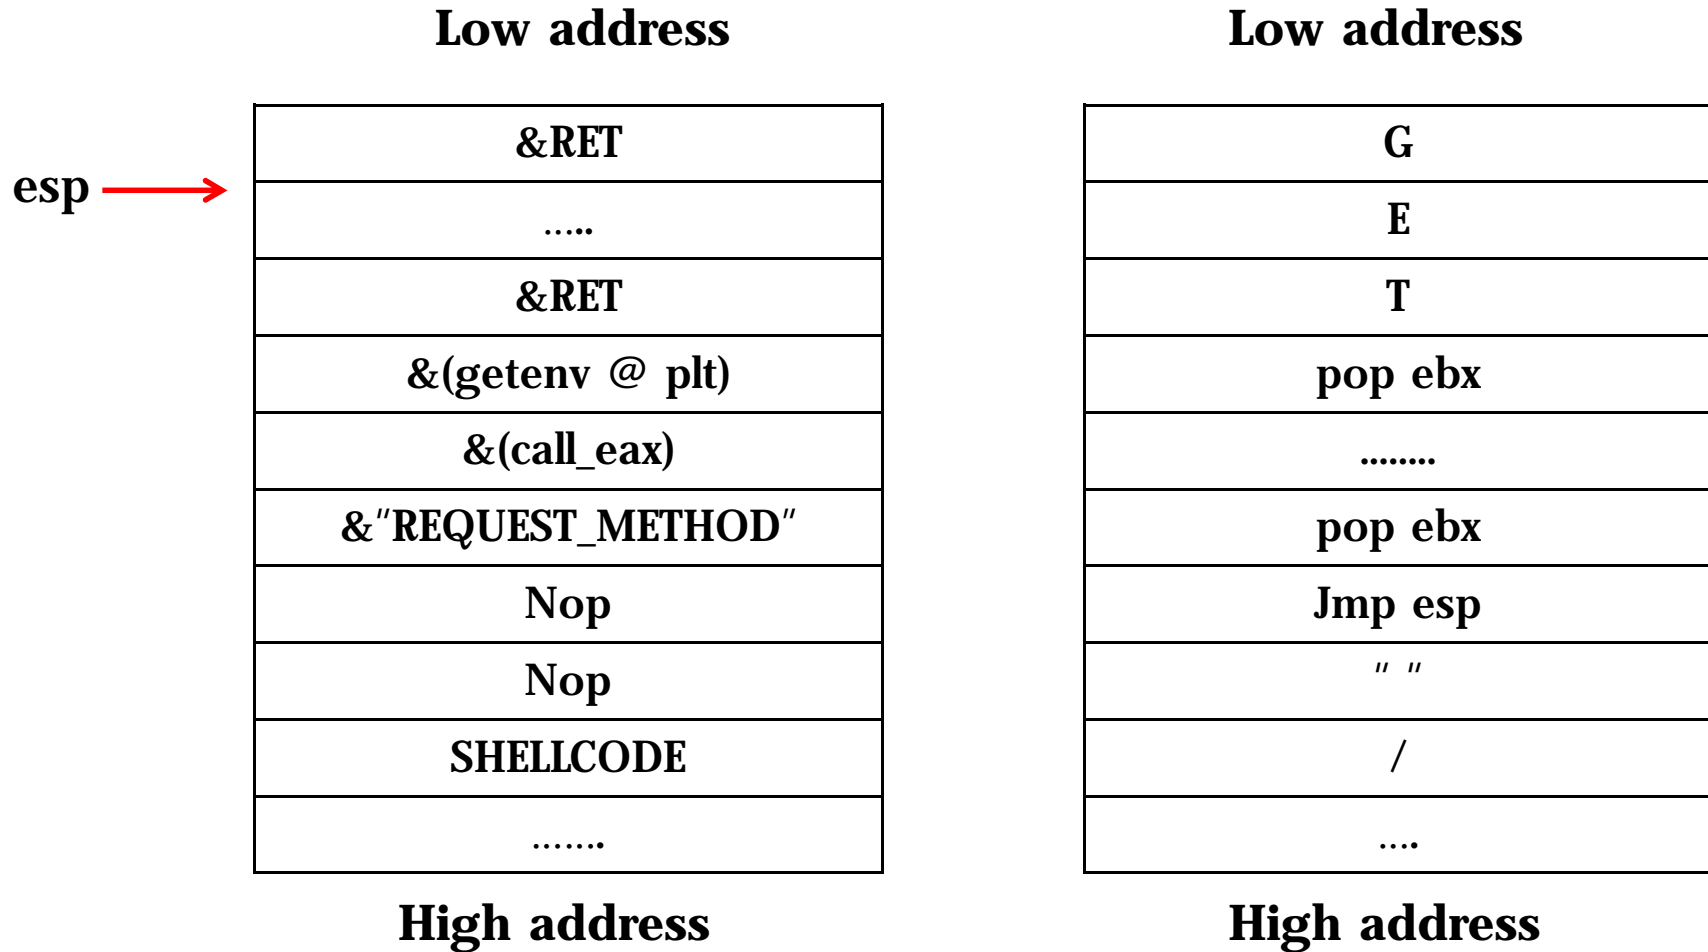 Low address
&RET
esp
…..
&RET
&(getenv @ plt)
&(call_eax)
&"REQUEST_METHOD"
Nop
Nop
SHELLCODE
…….
High address
Low address
G
E
T
pop ebx
........
pop ebx
Jmp esp
" "
/
….
High address